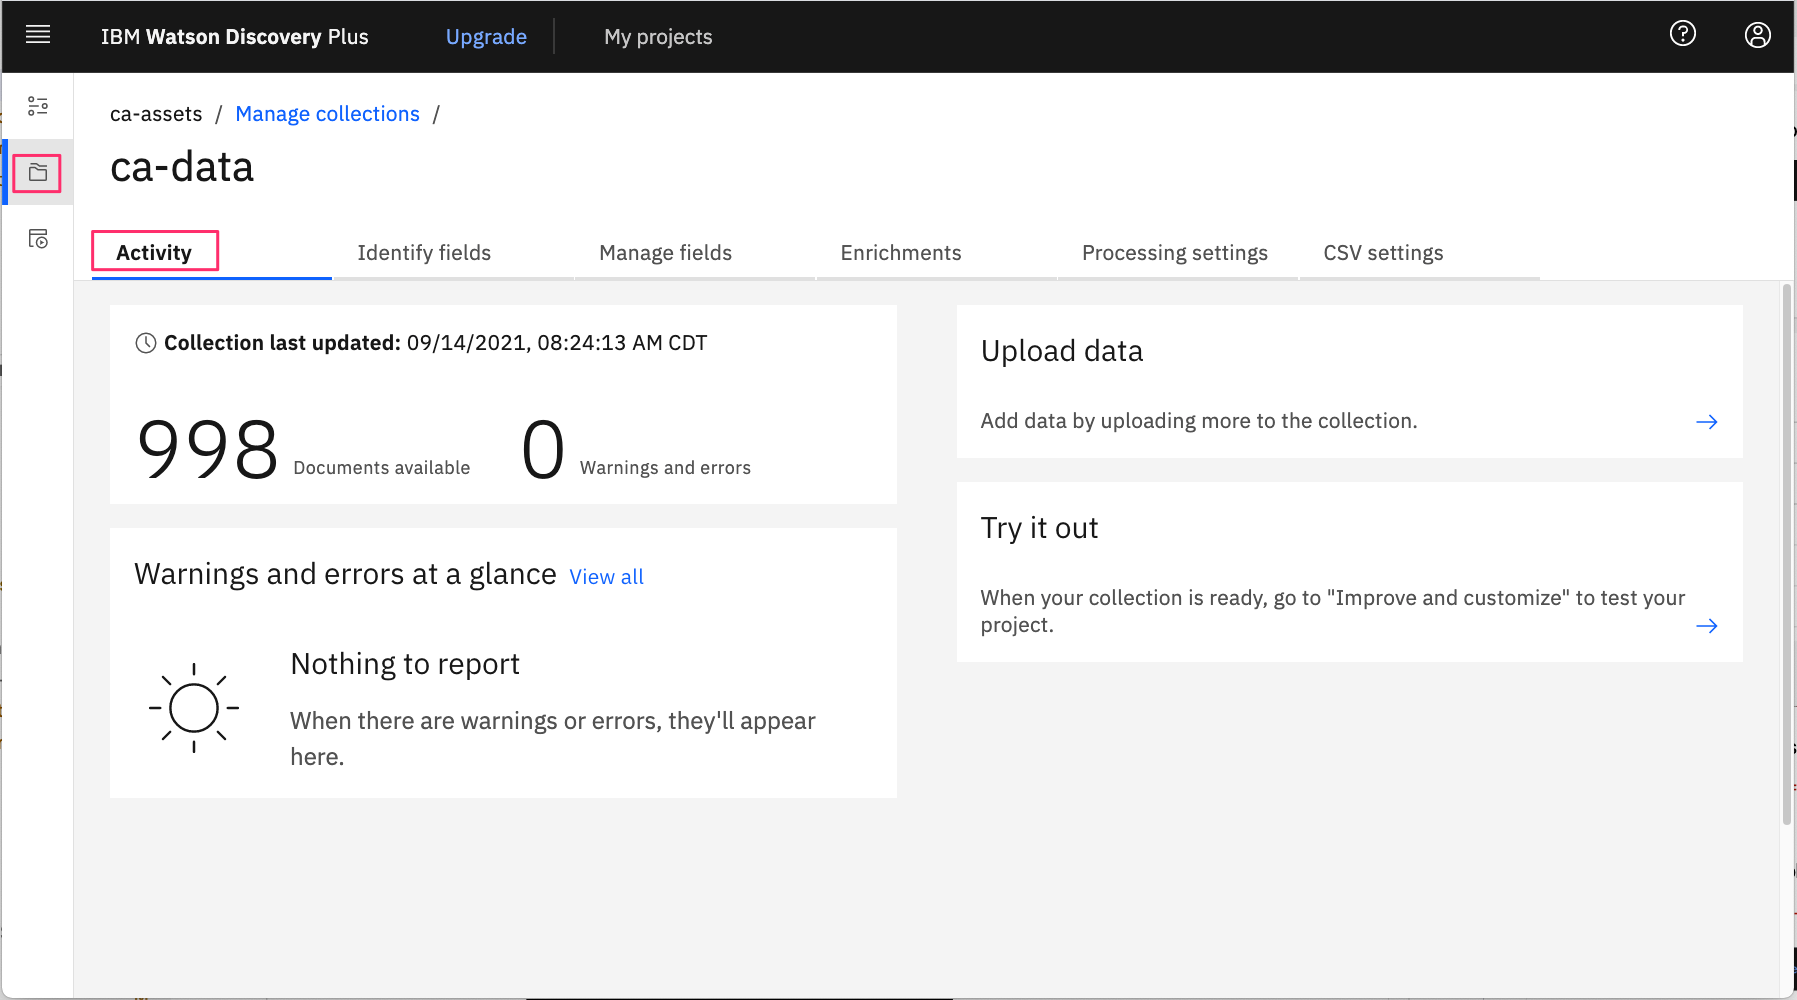 IBM Watson Discovery Plus Upgrade My projects
ca-assets / Manage collections /
ca-data
Activity Identify fields Manage fields Enrichments Processing settings CSV settings
Collection last updated: 09/14/2021, 08:24:13 AM CDT
998 Documents available 0 Warnings and errors
Warnings and errors at a glance View all
Nothing to report
When there are warnings or errors, they'll appear
here.
Upload data
Add data by uploading more to the collection.
Try it out
When your collection is ready, go to "Improve and customize" to test your
project.